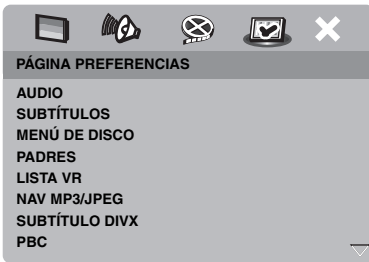 PÁGINA PREFERENCIAS
AUDIO
SUBTÍTULOS
MENÚ DE DISCO
PADRES
LISTA VR
NAV MP3/JPEG
SUBTÍTULO DIVX
PBC